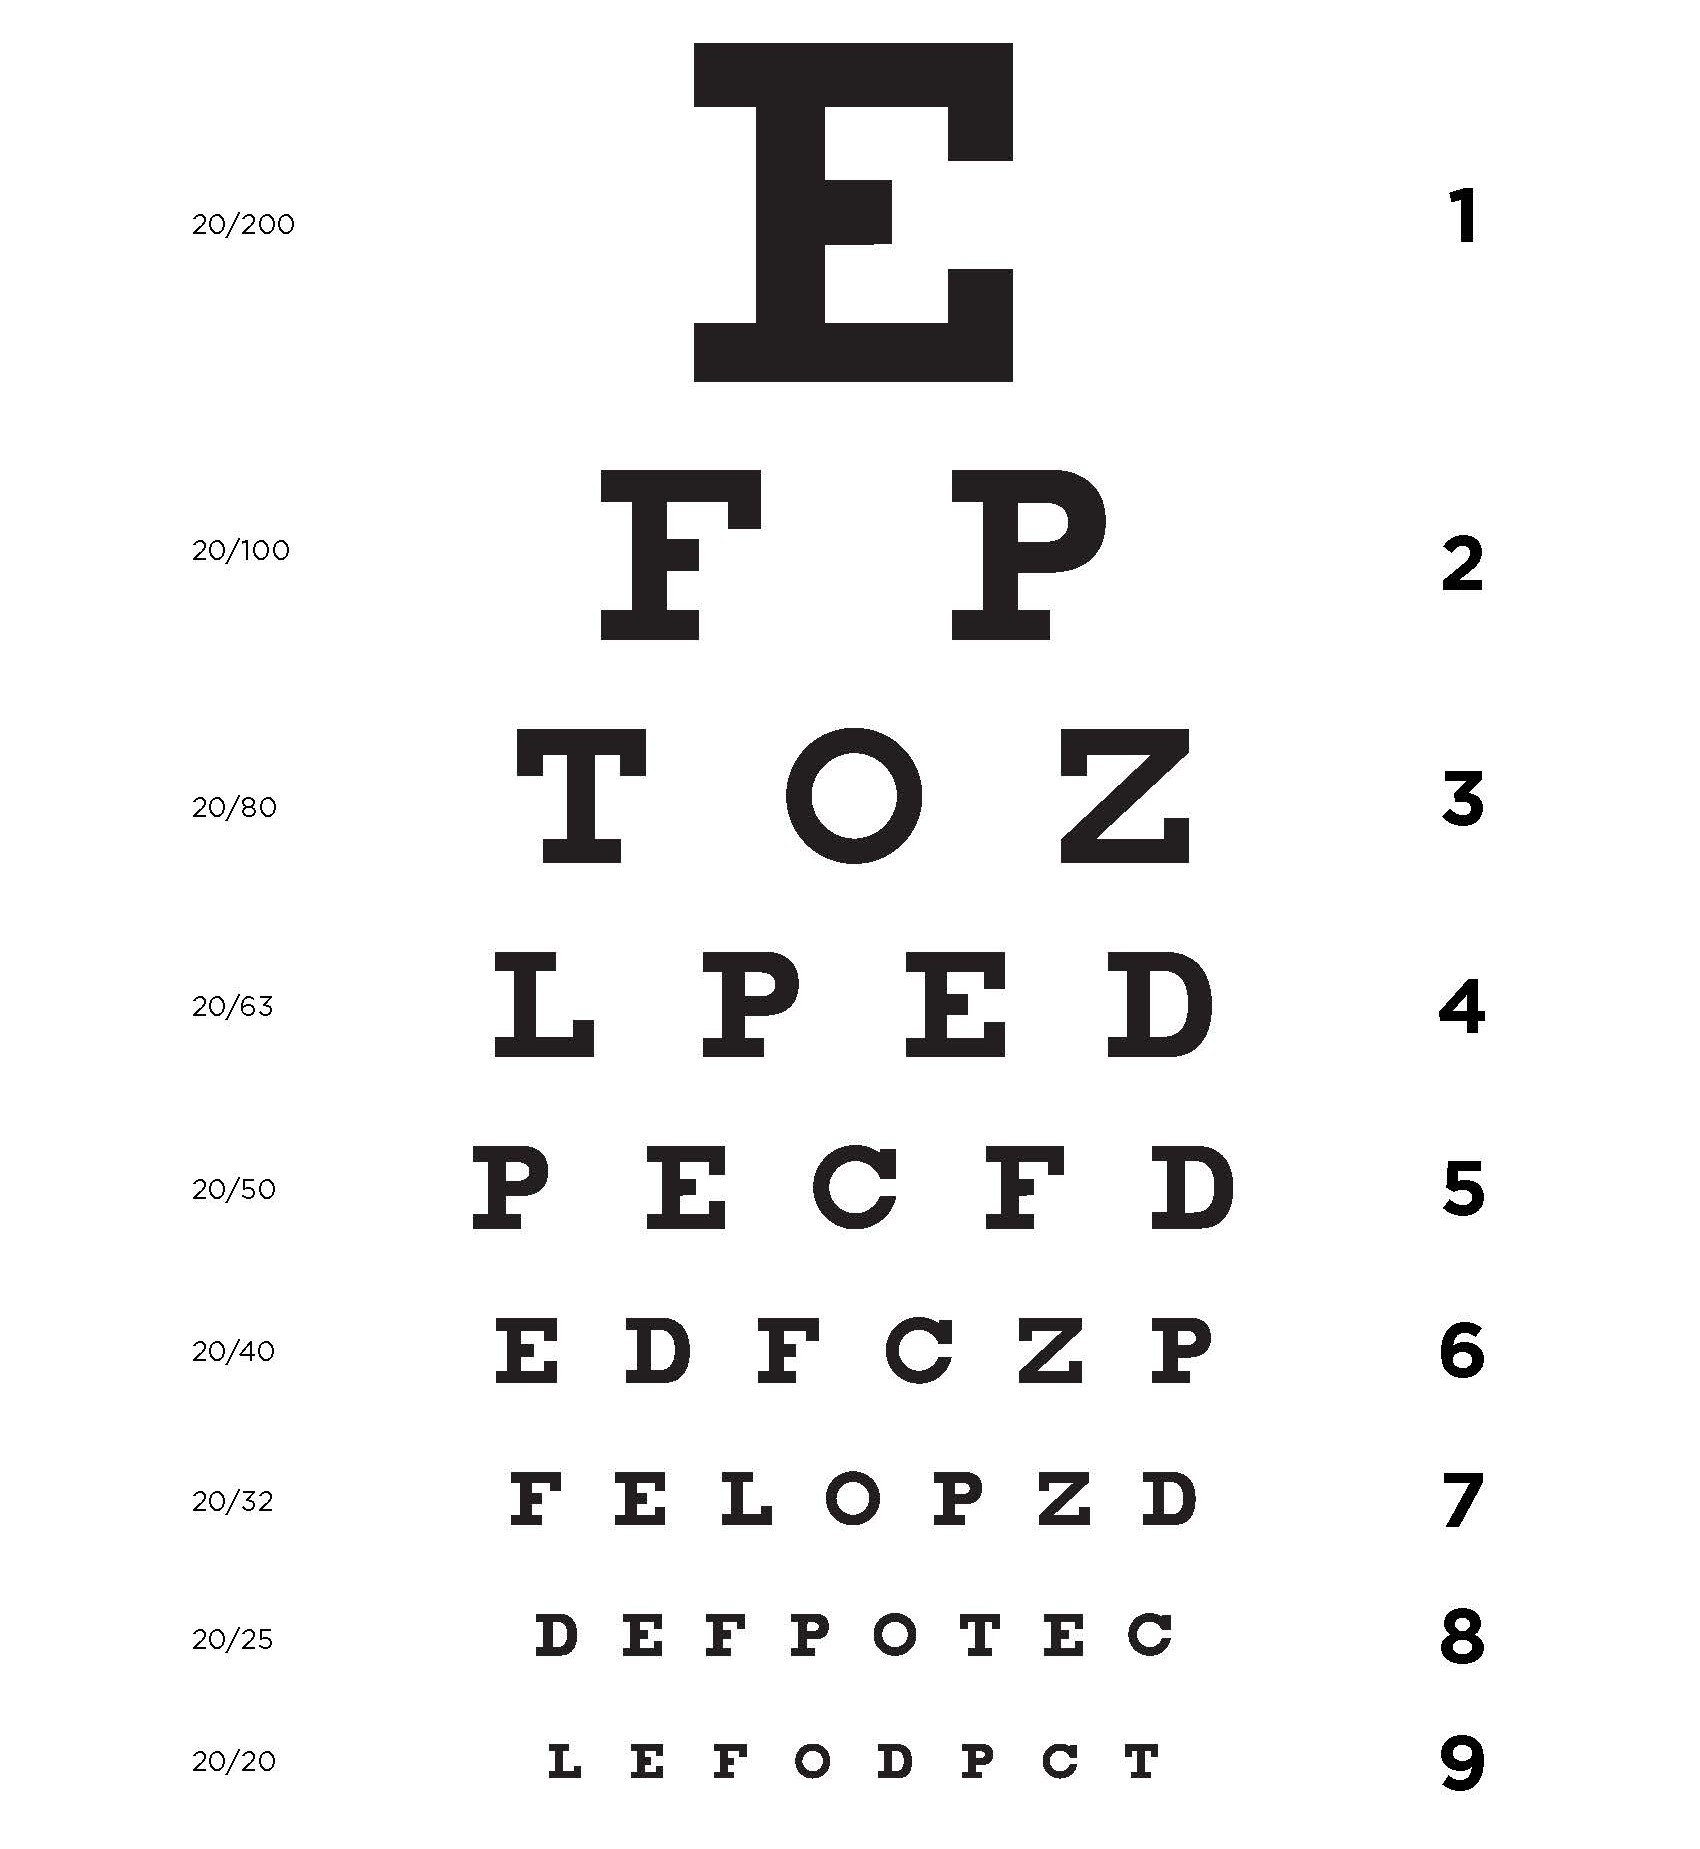 20/200 E 1
20/100 F P 2
20/80 T O Z 3
20/63 L P E D 4
20/50 P E C F D 5
20/40 E D F C Z P 6
20/32 F E L O P Z D 7
20/25 D E F P O T E C 8
20/20 L E F O D P C T 9